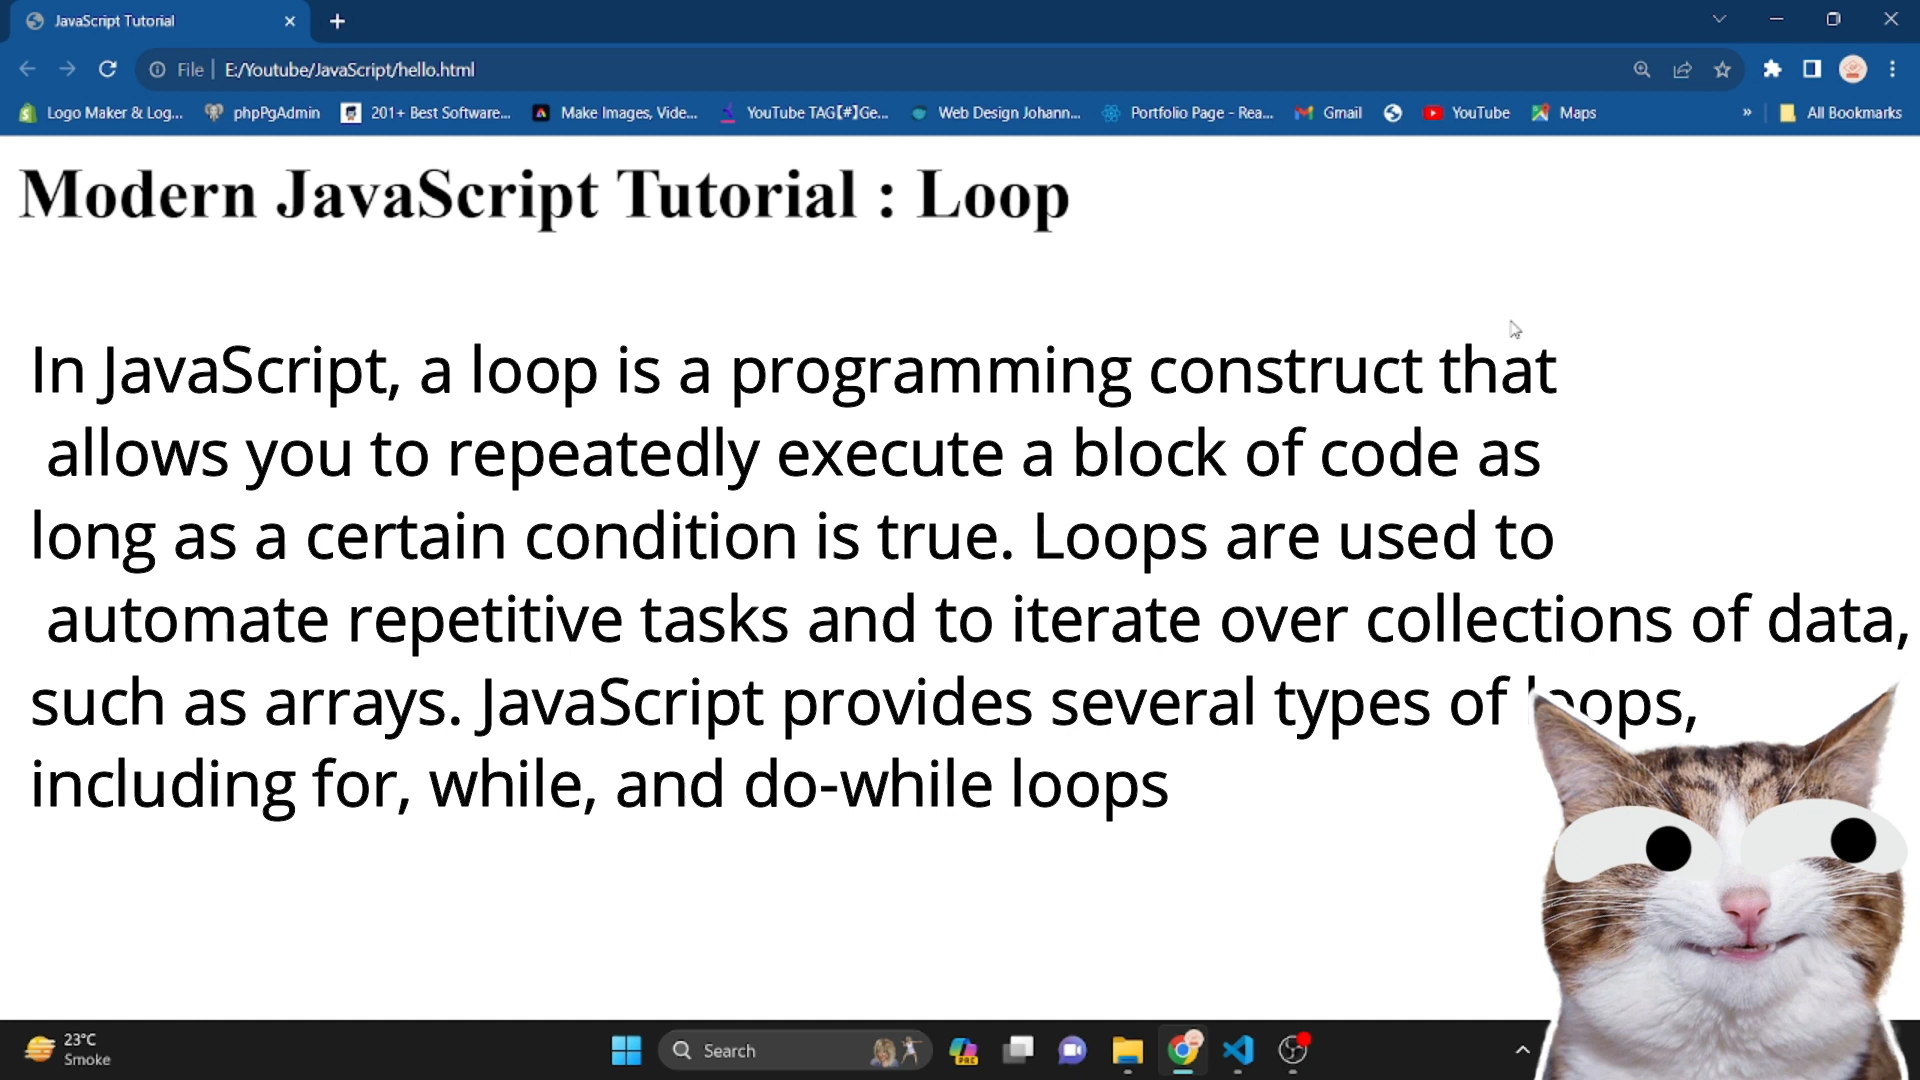 JavaScript Tutorial
File | E:/Youtube/JavaScript/hello.html
Logo Maker & Log... phpPgAdmin 201+ Best Software... Make Images, Vide... YouTube TAG【#】Ge... Web Design Johann... Portfolio Page - Rea... Gmail YouTube Maps » All Bookmarks
Modern JavaScript Tutorial : Loop
In JavaScript, a loop is a programming construct that
allows you to repeatedly execute a block of code as
long as a certain condition is true. Loops are used to
automate repetitive tasks and to iterate over collections of data,
such as arrays. JavaScript provides several types of loops,
including for, while, and do-while loops
23°C
Smoke
Search
PRE